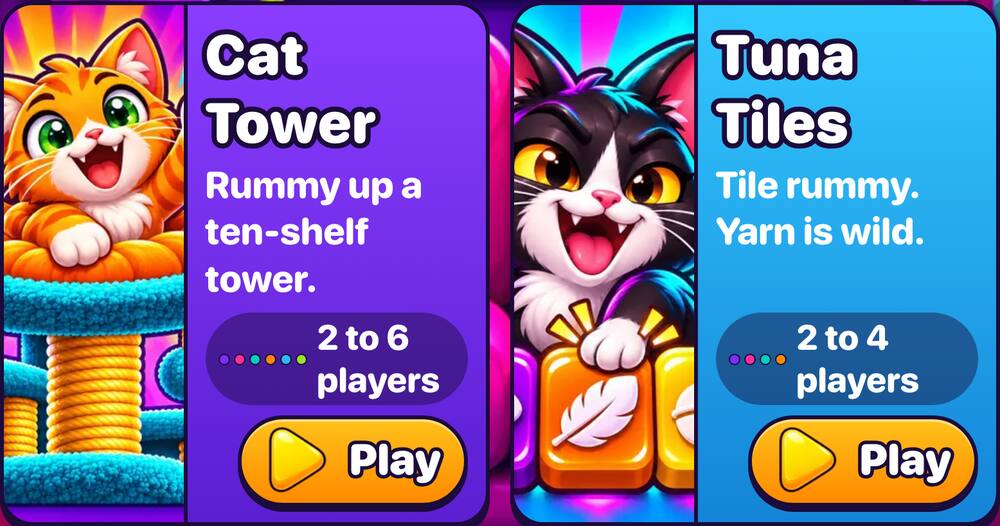 Cat
Tower
Rummy up a
ten-shelf
tower.
2 to 6
players
Play
Tuna
Tiles
Tile rummy.
Yarn is wild.
2 to 4
players
Play